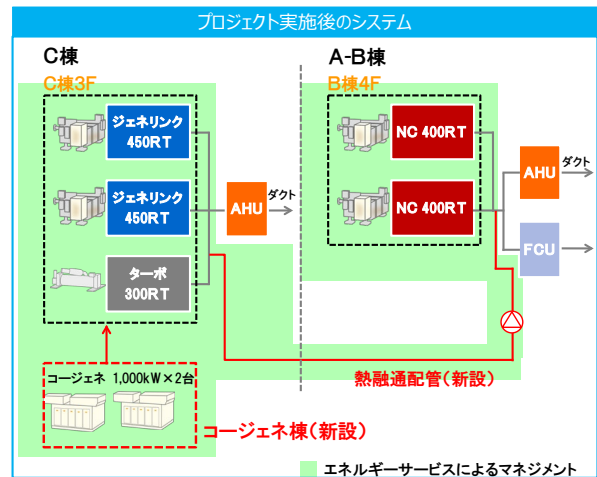 プロジェクト実施後のシステム
C棟
C棟3F
ジェネリンク
450RT
ジェネリンク
450RT
ターボ
300RT
AHU
ダクト
コージェネ 1,000kW×2台
コージェネ棟(新設)
A-B棟
B棟4F
NC 400RT
NC 400RT
AHU
ダクト
FCU
熱融通配管(新設)
エネルギーサービスによるマネジメント